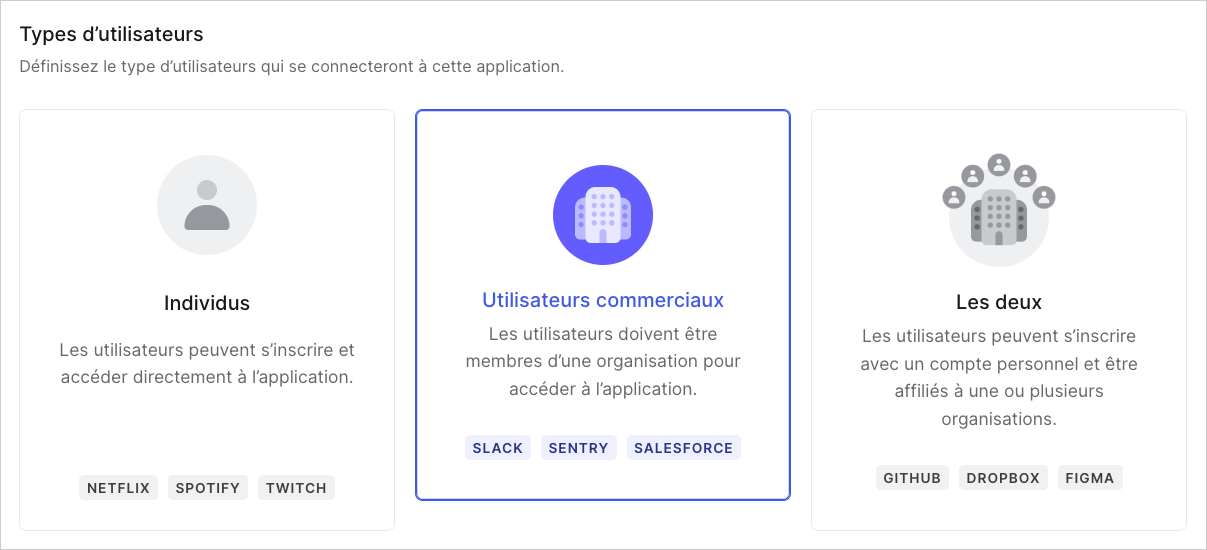 Types d’utilisateurs
Définissez le type d’utilisateurs qui se connecteront à cette application.
Individus
Les utilisateurs peuvent s’inscrire et
accéder directement à l’application.
NETFLIX SPOTIFY TWITCH
Utilisateurs commerciaux
Les utilisateurs doivent être
membres d’une organisation pour
accéder à l’application.
SLACK SENTRY SALESFORCE
Les deux
Les utilisateurs peuvent s’inscrire
avec un compte personnel et être
affiliés à une ou plusieurs
organisations.
GITHUB DROPBOX FIGMA